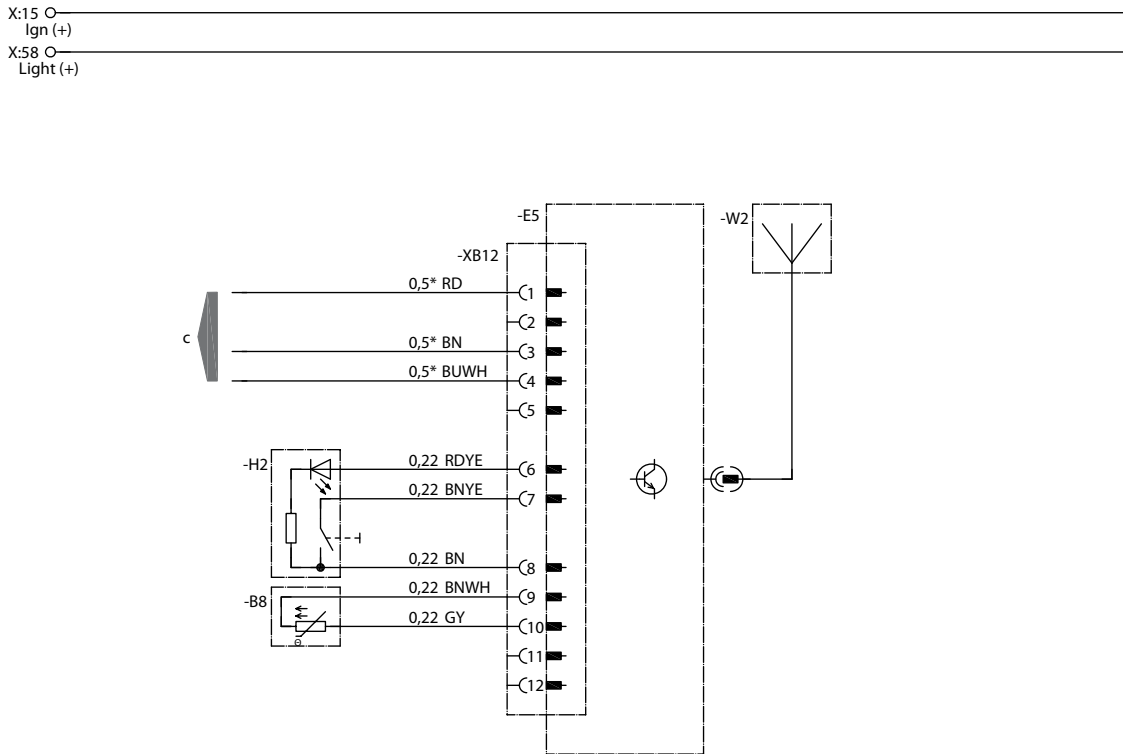 X:15
Ign (+)
X:58
Light (+)
-E5
-W2
-XB12
0,5* RD
1
2
c
0,5* BN
3
0,5* BUWH
4
5
-H2
0,22 RDYE
6
0,22 BNYE
7
0,22 BN
8
-B8
0,22 BNWH
9
0,22 GY
10
Θ
11
12